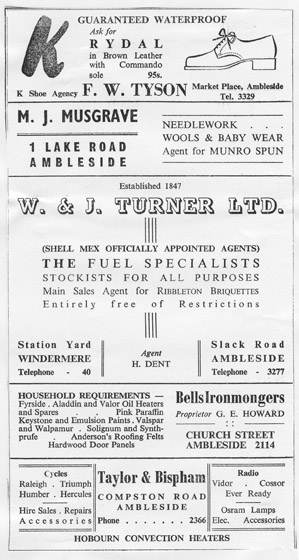 GUARANTEED WATERPROOF
Ask for
RYDAL
in Brown Leather
with Commando
sole 95s.
K
K Shoe Agency F. W. TYSON Market Place, Ambleside
Tel. 3329
M. J. MUSGRAVE
1 LAKE ROAD
AMBLESIDE
NEEDLEWORK . .
WOOLS & BABY WEAR
Agent for MUNRO SPUN
Established 1847
W. & J. TURNER LTD.
(SHELL MEX OFFICIALLY APPOINTED AGENTS)
THE FUEL SPECIALISTS
STOCKISTS FOR ALL PURPOSES
Main Sales Agent for RIBBLETON BRIQUETTES
Entirely free of Restrictions
Station Yard
WINDERMERE
Telephone - 40
Agent
H. DENT
Slack Road
AMBLESIDE
Telephone - 3277
HOUSEHOLD REQUIREMENTS —
Fyrside . Aladdin and Valor Oil Heaters
and Spares . . Pink Paraffin
Keystone and Emulsion Paints . Valspar
and Walpamur . Solignum and Synth-
prufe . Anderson's Roofing Felts
Hardwood Door Panels
Bells Ironmongers
Proprietor G. E. HOWARD
: :
CHURCH STREET
AMBLESIDE 2114
Cycles
Raleigh . Triumph
Humber . Hercules
Hire Sales . Repairs
Accessories
Taylor & Bispham
COMPSTON ROAD
AMBLESIDE
Phone . . . . . . . 2366
Radio
Vidor . Cossor
Ever Ready
Osram Lamps
Elec. Accessories
HOBOURN CONVECTION HEATERS